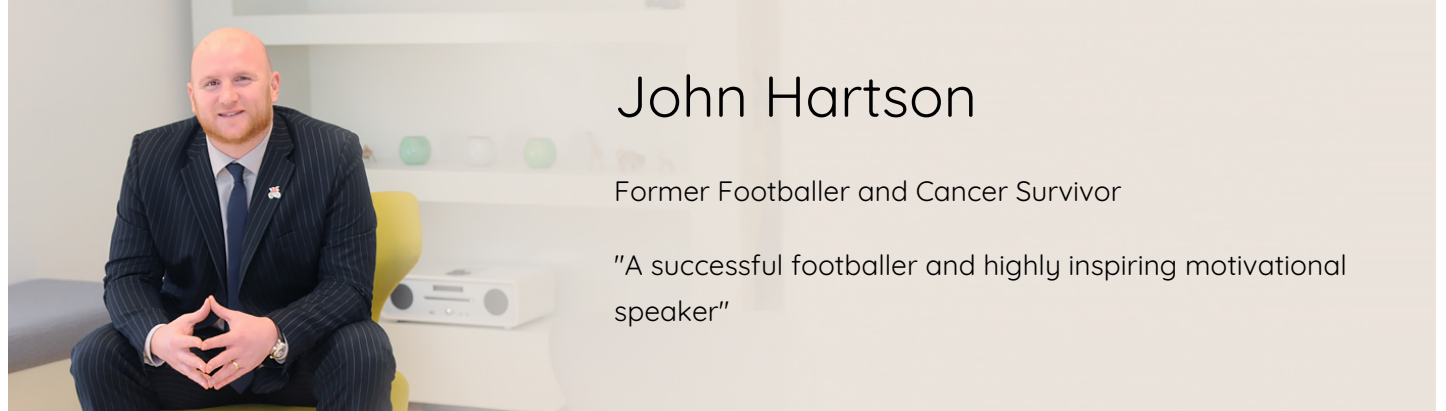 John Hartson
Former Footballer and Cancer Survivor
"A successful footballer and highly inspiring motivational
speaker"